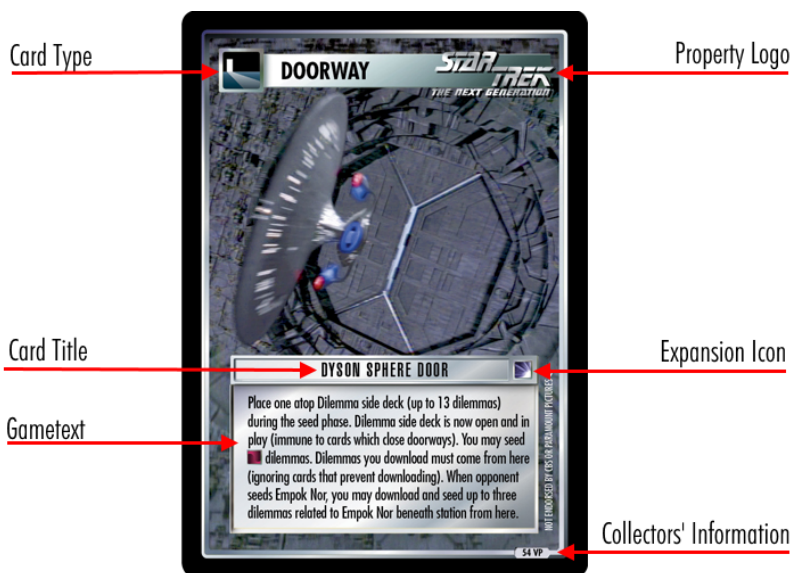 Card Type
DOORWAY
STAR TREK
THE NEXT GENERATION
Property Logo
Card Title
DYSON SPHERE DOOR
Expansion Icon
Gametext
Place one atop Dilemma side deck (up to 13 dilemmas)
during the seed phase. Dilemma side deck is now open and in
play (immune to cards which close doorways). You may seed
dilemmas. Dilemmas you download must come from here
(ignoring cards that prevent downloading). When opponent
seeds Empok Nor, you may download and seed up to three
dilemmas related to Empok Nor beneath station from here.
NOT ENDORSED BY CBS OR PARAMOUNT PICTURES
Collectors' Information
54 VP